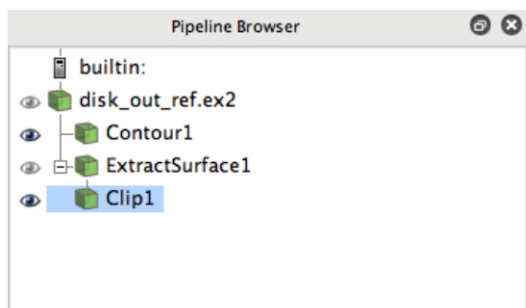 Pipeline Browser
builtin:
disk_out_ref.ex2
Contour1
ExtractSurface1
Clip1